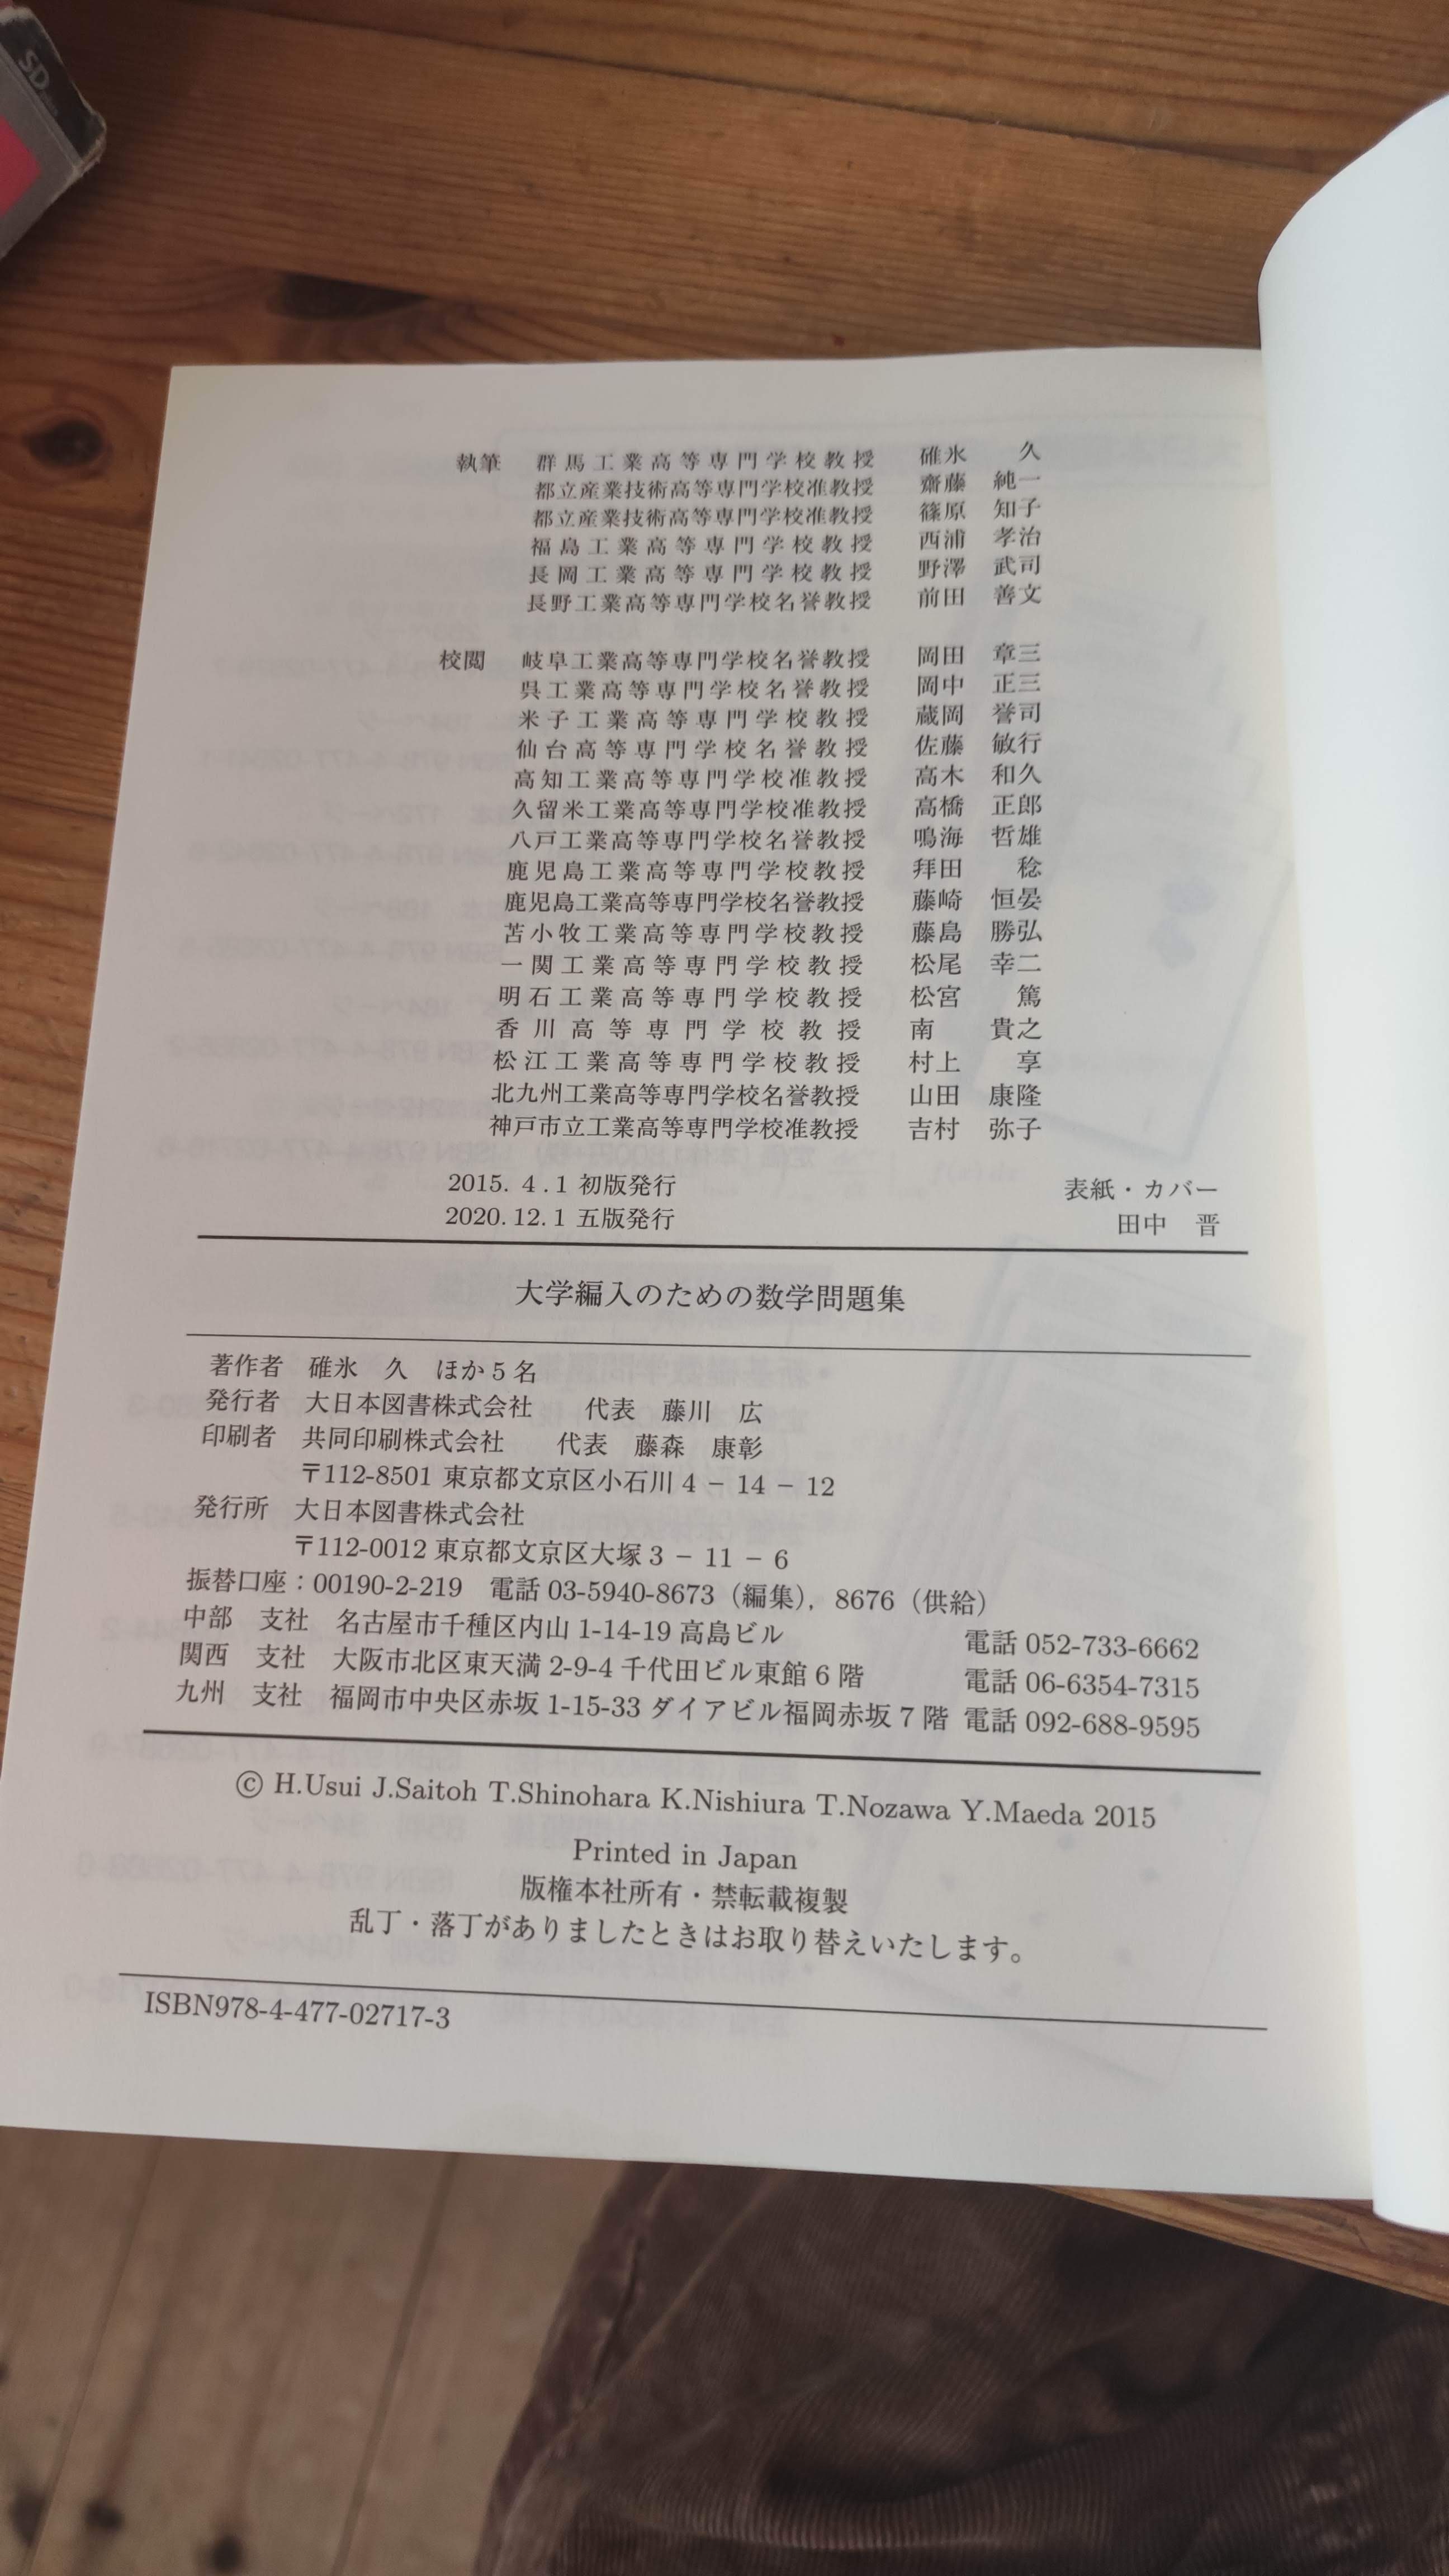 SD
執筆 群馬工業高等専門学校教授 碓氷 久
都立産業技術高等専門学校准教授 齋藤 純一
都立産業技術高等専門学校准教授 篠原 知子
福島工業高等専門学校教授 西浦 孝治
長岡工業高等専門学校教授 野澤 武司
長野工業高等専門学校名誉教授 前田 善文
校閲 岐阜工業高等専門学校名誉教授 岡田 章三
呉工業高等専門学校名誉教授 岡中 正三
米子工業高等専門学校教授 蔵岡 誉司
仙台高等専門学校名誉教授 佐藤 敏行
高知工業高等専門学校准教授 高木 和久
久留米工業高等専門学校准教授 高橋 正郎
八戸工業高等専門学校名誉教授 鳴海 哲雄
鹿児島工業高等専門学校教授 拜田 稔
鹿児島工業高等専門学校名誉教授 藤崎 恒晏
苫小牧工業高等専門学校教授 藤島 勝弘
一関工業高等専門学校教授 松尾 幸二
明石工業高等専門学校教授 松宮 篤
香川高等専門学校教授 南 貴之
松江工業高等専門学校教授 村上 享
北九州工業高等専門学校名誉教授 山田 康隆
神戸市立工業高等専門学校准教授 吉村 弥子
2015. 4 . 1 初版発行
2020. 12. 1 五版発行
表紙・カバー
田中 晋
大学編入のための数学問題集
著作者 碓氷 久 ほか 5 名
発行者 大日本図書株式会社 代表 藤川 広
印刷者 共同印刷株式会社 代表 藤森 康彰
〒112-8501 東京都文京区小石川 4 － 14 － 12
発行所 大日本図書株式会社
〒112-0012 東京都文京区大塚 3 － 11 － 6
振替口座：00190-2-219 電話 03-5940-8673（編集），8676（供給）
中部 支社 名古屋市千種区内山 1-14-19 高島ビル 電話 052-733-6662
関西 支社 大阪市北区東天満 2-9-4 千代田ビル東館 6 階 電話 06-6354-7315
九州 支社 福岡市中央区赤坂 1-15-33 ダイアビル福岡赤坂 7 階 電話 092-688-9595
© H.Usui J.Saitoh T.Shinohara K.Nishiura T.Nozawa Y.Maeda 2015
Printed in Japan
版権本社所有・禁転載複製
乱丁・落丁がありましたときはお取り替えいたします。
ISBN978-4-477-02717-3